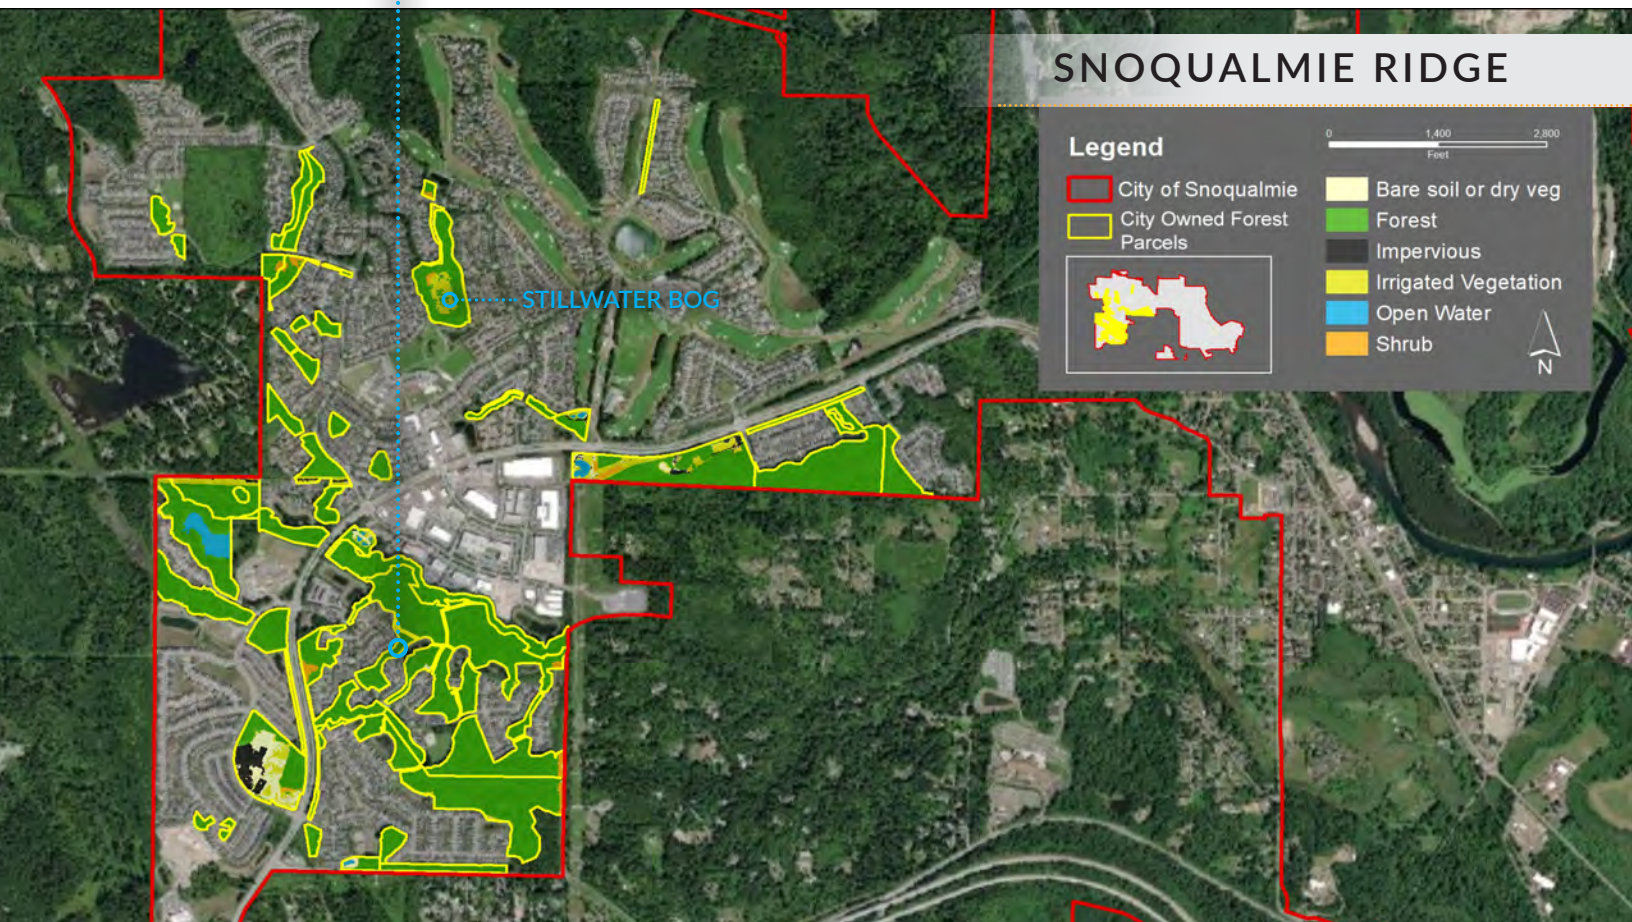 SNOQUALMIE RIDGE
Legend
0 1,400 2,800
Feet
City of Snoqualmie
City Owned Forest
Parcels
Bare soil or dry veg
Forest
Impervious
Irrigated Vegetation
Open Water
Shrub
N
STILLWATER BOG